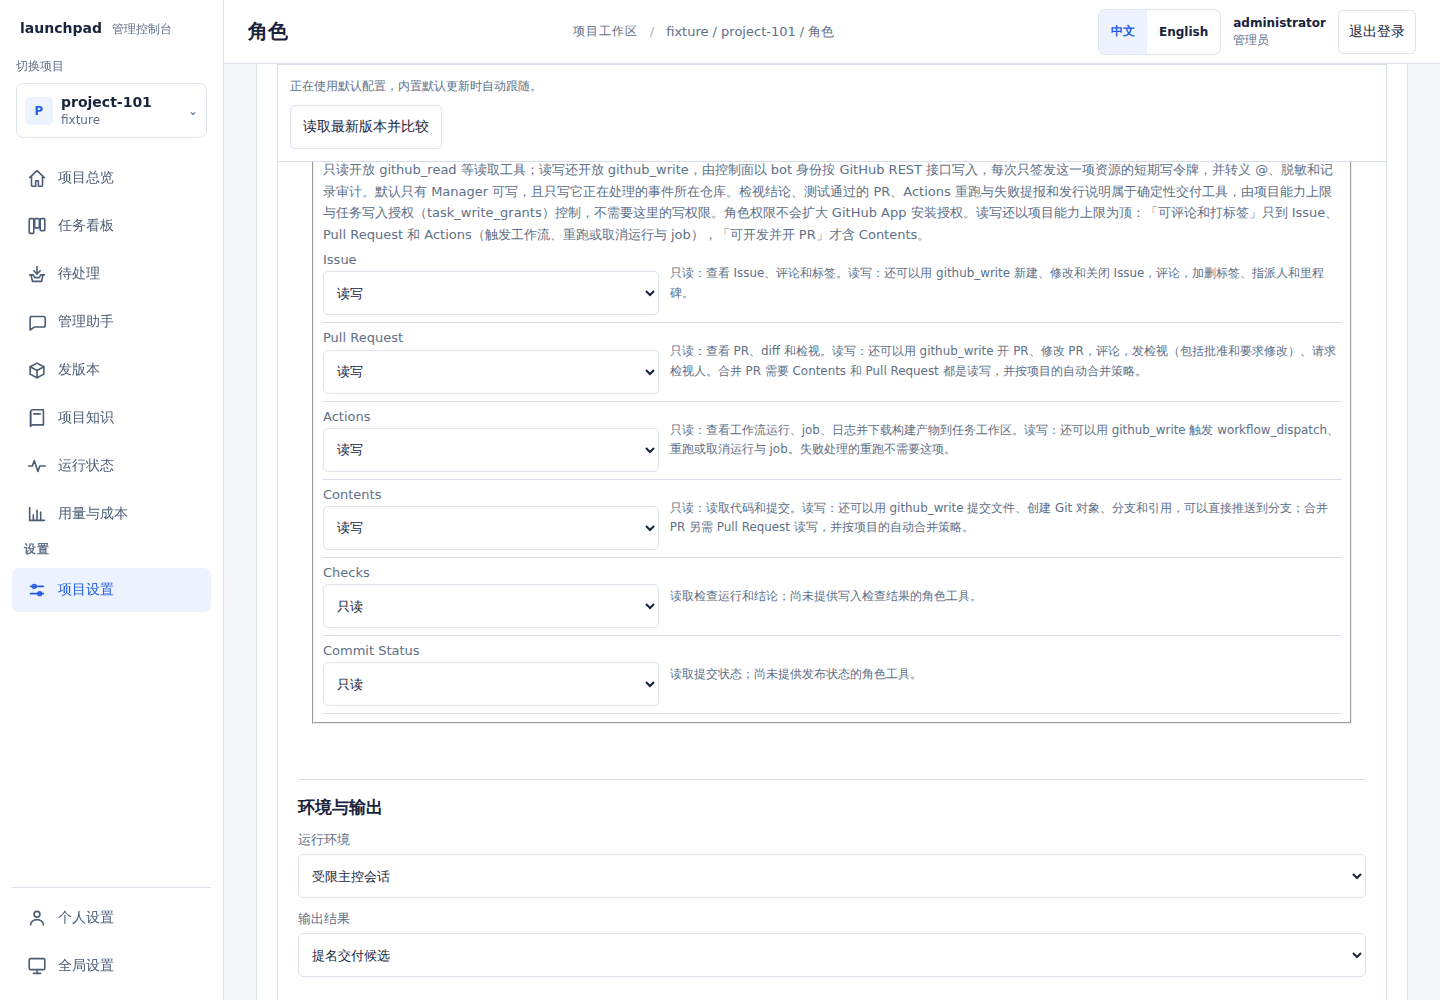 launchpad 管理控制台
切换项目
P
project-101
fixture
项目总览
任务看板
待处理
管理助手
发版本
项目知识
运行状态
用量与成本
设置
项目设置
个人设置
全局设置
角色
项目工作区 / fixture / project-101 / 角色
中文 English
administrator
管理员
退出登录
正在使用默认配置，内置默认更新时自动跟随。
读取最新版本并比较
只读开放 github_read 等读取工具；读写还开放 github_write，由控制面以 bot 身份按 GitHub REST 接口写入，每次只签发这一项资源的短期写令牌，并转义 @、脱敏和记
录审计。默认只有 Manager 可写，且只写它正在处理的事件所在仓库。检视结论、测试通过的 PR、Actions 重跑与失败提报和发行说明属于确定性交付工具，由项目能力上限
与任务写入授权（task_write_grants）控制，不需要这里的写权限。角色权限不会扩大 GitHub App 安装授权。读写还以项目能力上限为顶：「可评论和打标签」只到 Issue、
Pull Request 和 Actions（触发工作流、重跑或取消运行与 job），「可开发并开 PR」才含 Contents。
Issue
读写
只读：查看 Issue、评论和标签。读写：还可以用 github_write 新建、修改和关闭 Issue，评论，加删标签、指派人和里程
碑。
Pull Request
读写
只读：查看 PR、diff 和检视。读写：还可以用 github_write 开 PR、修改 PR，评论，发检视（包括批准和要求修改）、请求
检视人。合并 PR 需要 Contents 和 Pull Request 都是读写，并按项目的自动合并策略。
Actions
读写
只读：查看工作流运行、job、日志并下载构建产物到任务工作区。读写：还可以用 github_write 触发 workflow_dispatch、
重跑或取消运行与 job。失败处理的重跑不需要这项。
Contents
读写
只读：读取代码和提交。读写：还可以用 github_write 提交文件、创建 Git 对象、分支和引用，可以直接推送到分支；合并
PR 另需 Pull Request 读写，并按项目的自动合并策略。
Checks
只读
读取检查运行和结论；尚未提供写入检查结果的角色工具。
Commit Status
只读
读取提交状态；尚未提供发布状态的角色工具。
环境与输出
运行环境
受限主控会话
输出结果
提名交付候选